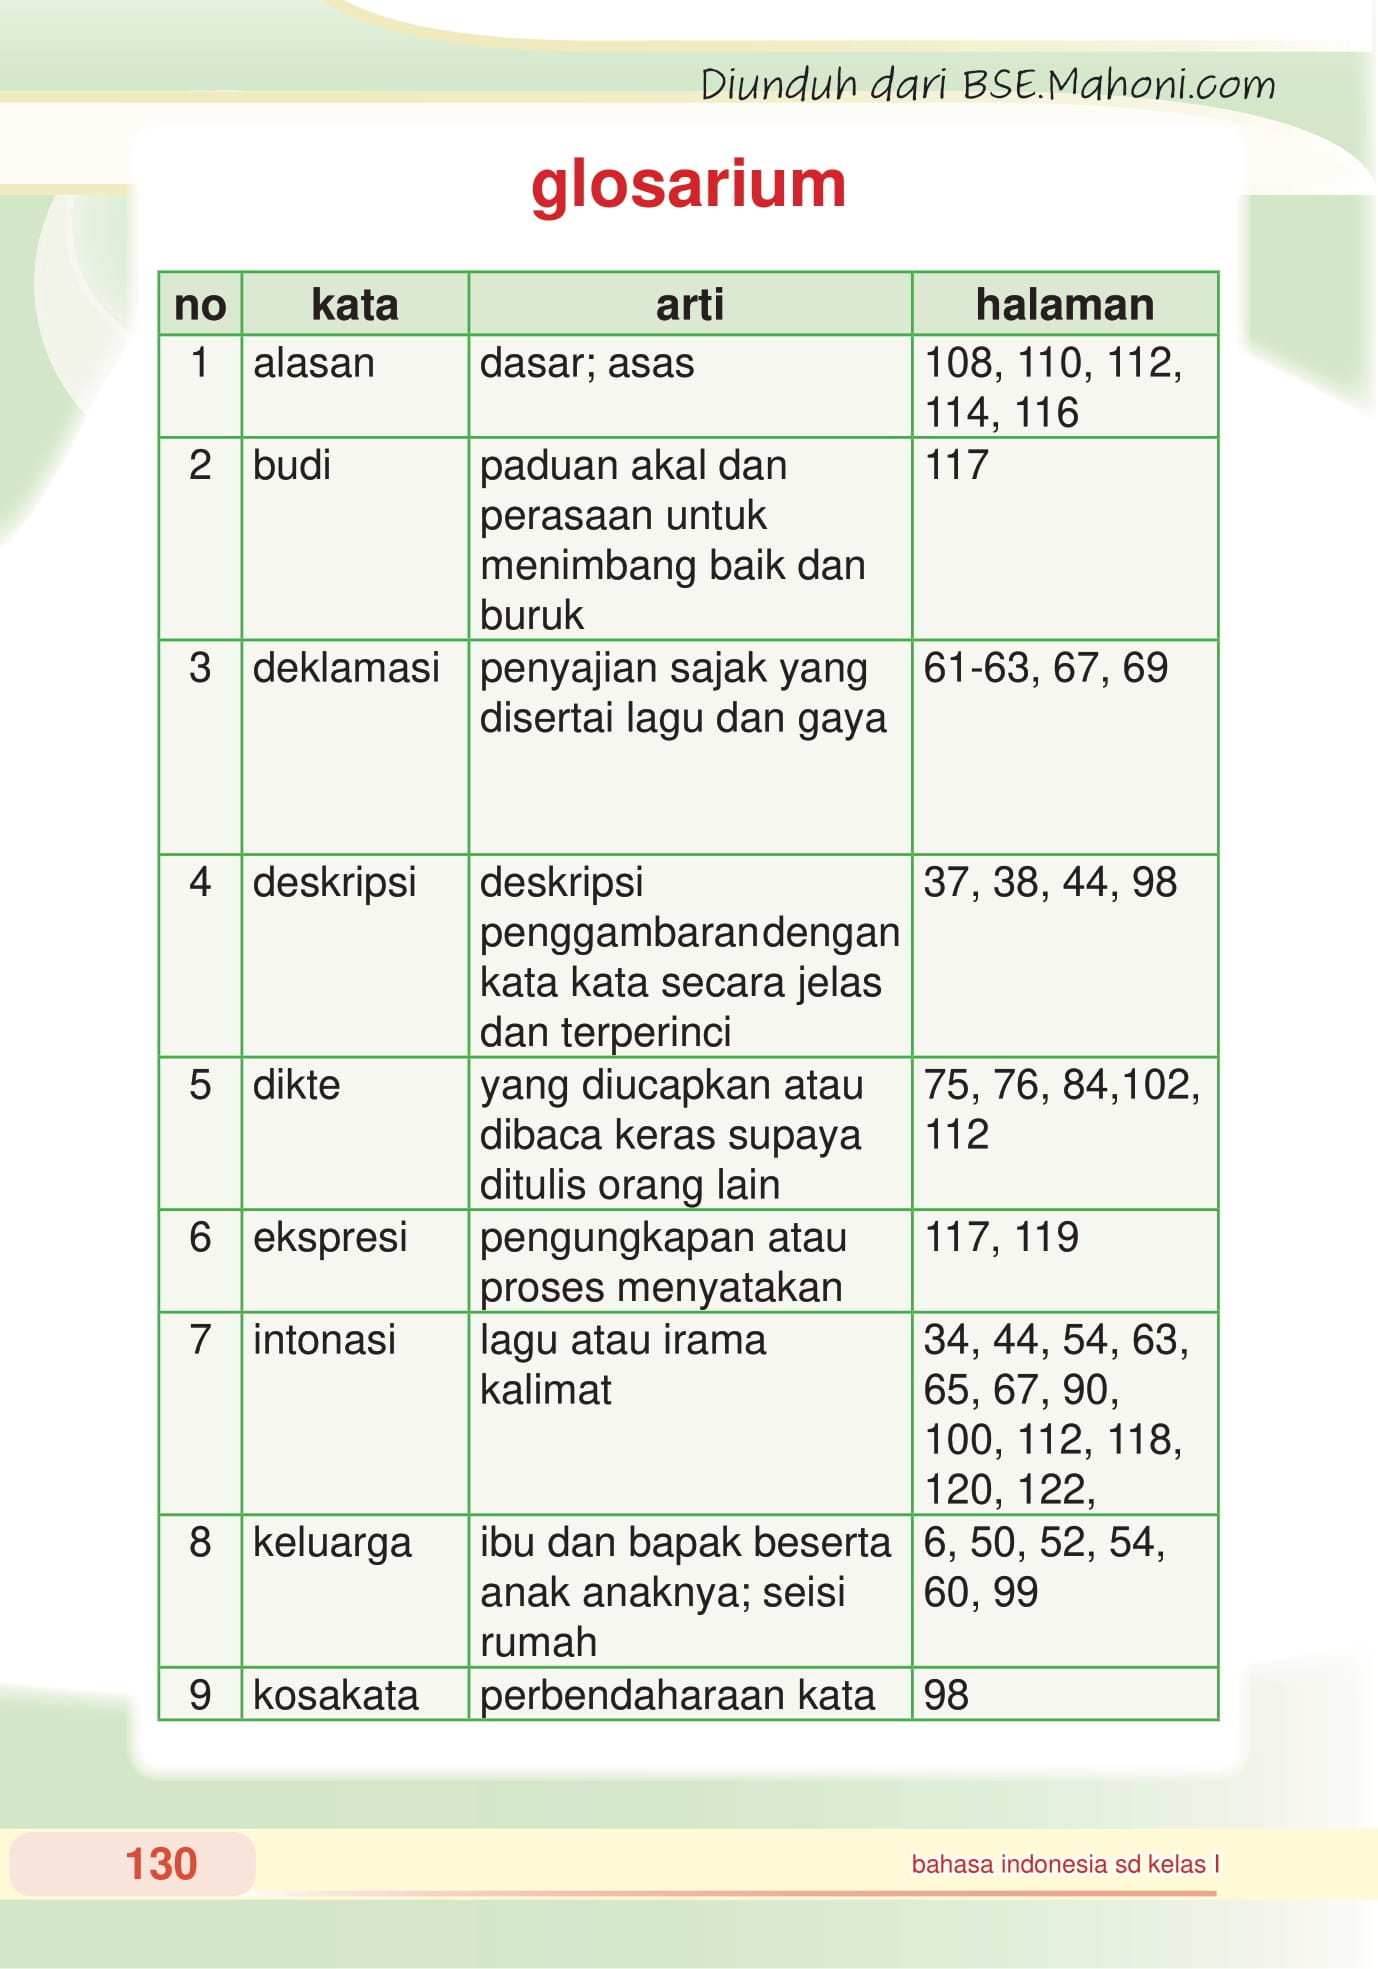 Diunduh dari BSE.Mahoni.com
glosarium
no kata arti halaman
1 alasan dasar; asas 108, 110, 112,
114, 116
2 budi paduan akal dan 117
perasaan untuk
menimbang baik dan
buruk
3 deklamasi penyajian sajak yang 61-63, 67, 69
disertai lagu dan gaya
4 deskripsi deskripsi 37, 38, 44, 98
penggambarandengan
kata kata secara jelas
dan terperinci
5 dikte yang diucapkan atau 75, 76, 84,102,
dibaca keras supaya 112
ditulis orang lain
6 ekspresi pengungkapan atau 117, 119
proses menyatakan
7 intonasi lagu atau irama 34, 44, 54, 63,
kalimat 65, 67, 90,
100, 112, 118,
120, 122,
8 keluarga ibu dan bapak beserta 6, 50, 52, 54,
anak anaknya; seisi 60, 99
rumah
9 kosakata perbendaharaan kata 98
130 bahasa indonesia sd kelas I